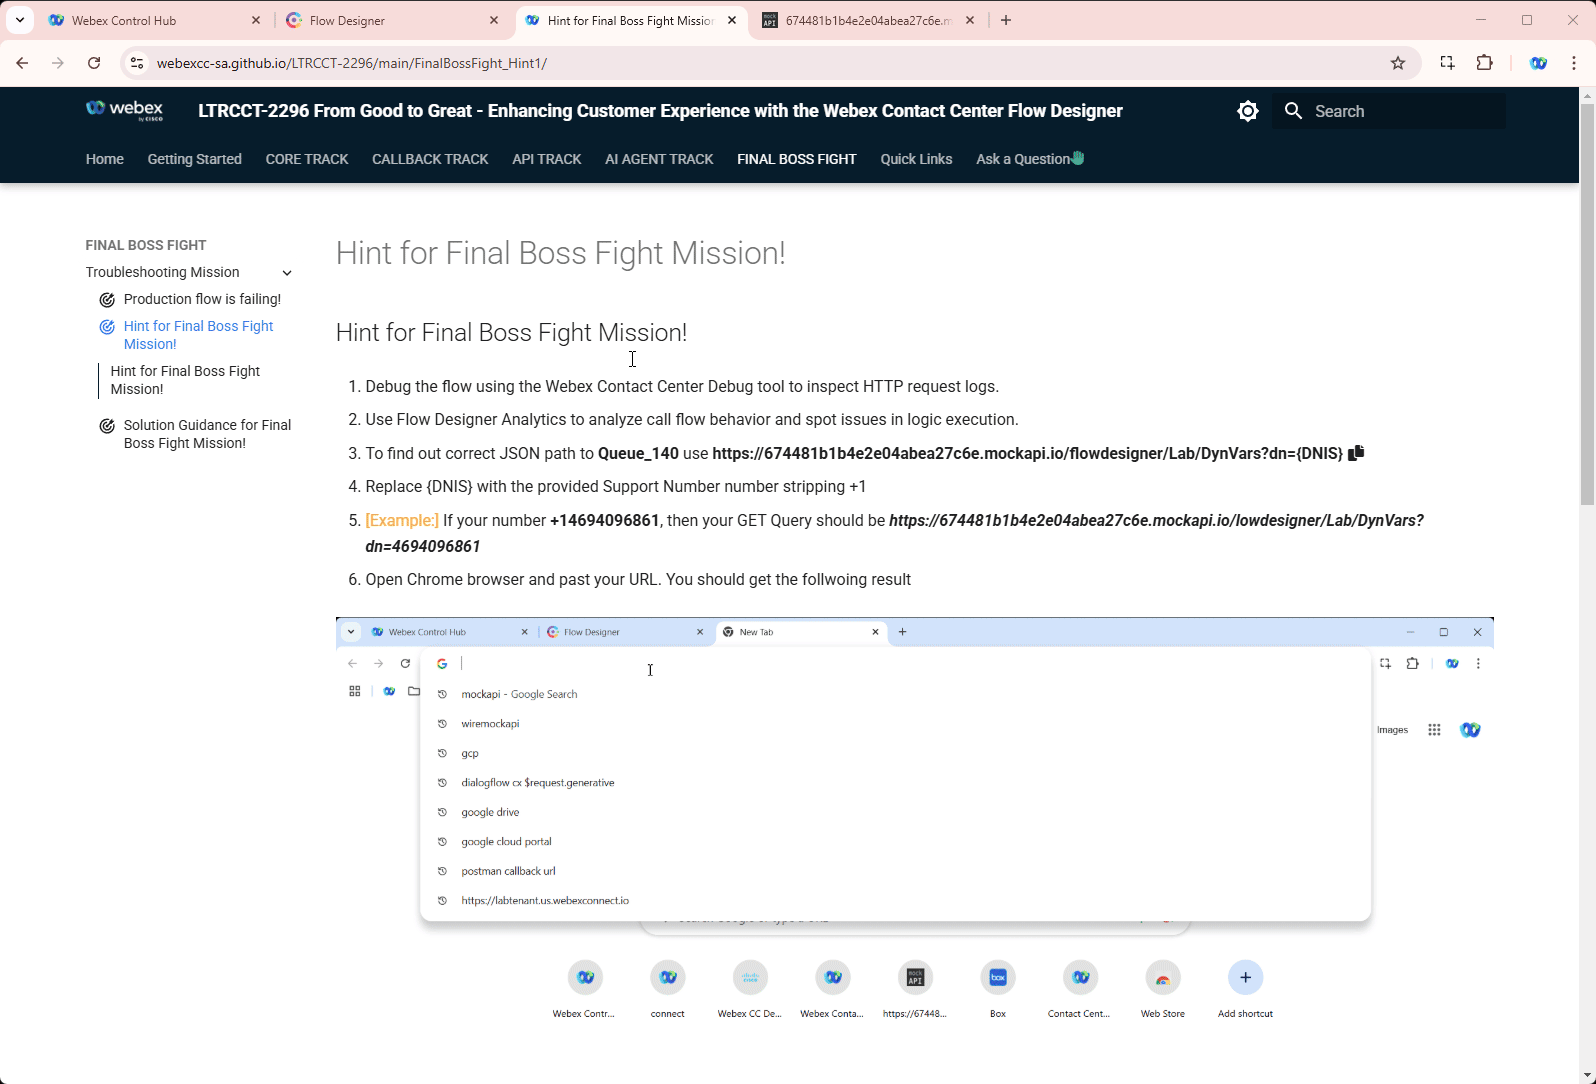 Webex Control Hub
Flow Designer
Hint for Final Boss Fight Missio
674481b1b4e2e04abea27c6e.m
webexcc-sa.github.io/LTRCCT-2296/main/FinalBossFight_Hint1/
webex
by CISCO
LTRCCT-2296 From Good to Great - Enhancing Customer Experience with the Webex Contact Center Flow Designer
Search
Home
Getting Started
CORE TRACK
CALLBACK TRACK
API TRACK
AI AGENT TRACK
FINAL BOSS FIGHT
Quick Links
Ask a Question
FINAL BOSS FIGHT
Troubleshooting Mission
Production flow is failing!
Hint for Final Boss Fight
Mission!
Hint for Final Boss Fight
Mission!
Solution Guidance for Final
Boss Fight Mission!
Hint for Final Boss Fight Mission!
Hint for Final Boss Fight Mission!
1. Debug the flow using the Webex Contact Center Debug tool to inspect HTTP request logs.
2. Use Flow Designer Analytics to analyze call flow behavior and spot issues in logic execution.
3. To find out correct JSON path to Queue_140 use https://674481b1b4e2e04abea27c6e.mockapi.io/flowdesigner/Lab/DynVars?dn={DNIS}
4. Replace {DNIS} with the provided Support Number number stripping +1
5. [Example:] If your number +14694096861, then your GET Query should be https://674481b1b4e2e04abea27c6e.mockapi.io/lowdesigner/Lab/DynVars?
dn=4694096861
6. Open Chrome browser and past your URL. You should get the follwoing result
Webex Control Hub
Flow Designer
New Tab
mockapi - Google Search
wiremockapi
Images
gcp
dialogflow cx $request.generative
google drive
google cloud portal
postman callback url
https://labtenant.us.webexconnect.io
mock
API
box
Webex Contr...
connect
Webex CC De...
Webex Conta...
https://67448...
Box
Contact Cent...
Web Store
Add shortcut